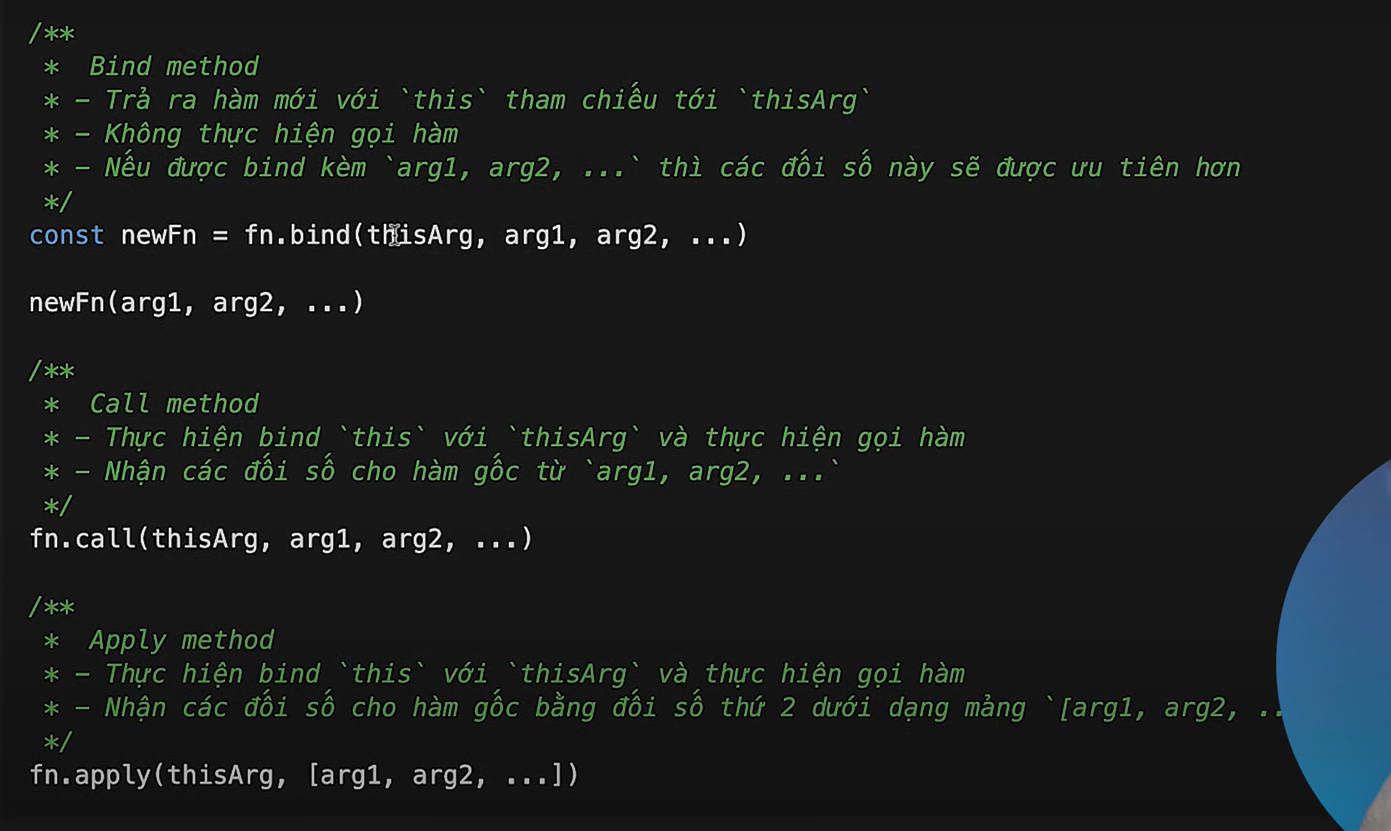 /**
*  Bind method
* – Trả ra hàm mới với `this` tham chiếu tới `thisArg`
* – Không thực hiện gọi hàm
* – Nếu được bind kèm `arg1, arg2, ...` thì các đối số này sẽ được ưu tiên hơn
*/
const newFn = fn.bind(thisArg, arg1, arg2, ...)
newFn(arg1, arg2, ...)
/**
*  Call method
* – Thực hiện bind `this` với `thisArg` và thực hiện gọi hàm
* – Nhận các đối số cho hàm gốc từ `arg1, arg2, ...`
*/
fn.call(thisArg, arg1, arg2, ...)
/**
*  Apply method
* – Thực hiện bind `this` với `thisArg` và thực hiện gọi hàm
* – Nhận các đối số cho hàm gốc bằng đối số thứ 2 dưới dạng mảng `[arg1, arg2, ..
*/
fn.apply(thisArg, [arg1, arg2, ...])